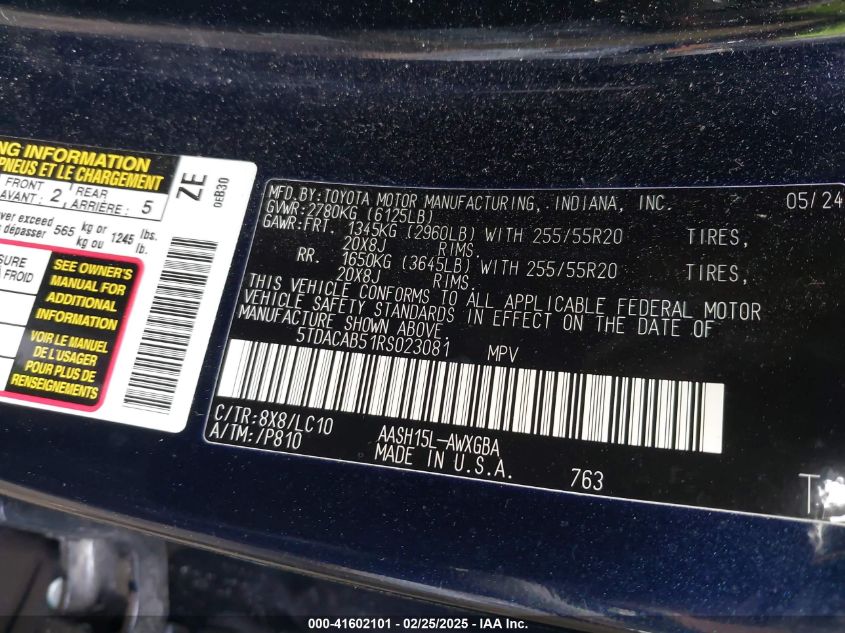 NG INFORMATION
PNEUS ET LE CHARGEMENT
FRONT
AVANT: 2 REAR
ARRIÈRE: 5
ver exceed
dépasser 565 kg or
kg ou 1245 lbs.
lb.
SURE
À FROID
SEE OWNER'S
MANUAL FOR
ADDITIONAL
INFORMATION
VOIR LE MANUEL
DE L'USAGER
POUR PLUS DE
RENSEIGNEMENTS
ZE
0EB30
MFD.BY:TOYOTA MOTOR MANUFACTURING, INDIANA, INC. 05/24
GVWR:2780KG (6125LB)
GAWR:FRT. 1345KG (2960LB) WITH 255/55R20 TIRES,
20X8J RIMS.
RR. 1650KG (3645LB) WITH 255/55R20 TIRES,
20X8J RIMS.
THIS VEHICLE CONFORMS TO ALL APPLICABLE FEDERAL MOTOR
VEHICLE SAFETY STANDARDS IN EFFECT ON THE DATE OF
MANUFACTURE SHOWN ABOVE
5TDACAB51RS023081 MPV
C/TR:8X8/LC10
A/TM:/P810
AASH15L-AWXGBA
MADE IN U.S.A.
763
T
000-41602101 - 02/25/2025 - IAAI Inc.